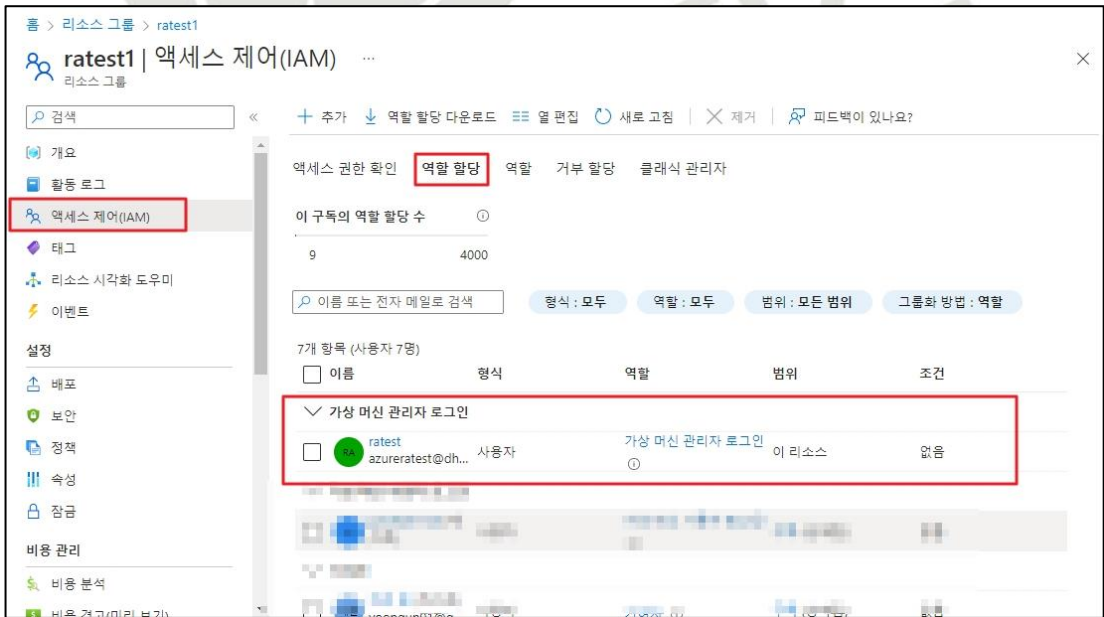 홈 > 리소스 그룹 > ratest1
ratest1 | 액세스 제어(IAM) ...
리소스 그룹
검색 «
추가 역할 할당 다운로드 열 편집 새로 고침 제거 피드백이 있나요?
개요
활동 로그
액세스 제어(IAM)
태그
리소스 시각화 도우미
이벤트
설정
배포
보안
정책
속성
잠금
비용 관리
비용 분석
비용 경고(미리 보기)
액세스 권한 확인 역할 할당 역할 거부 할당 클래식 관리자
이 구독의 역할 할당 수
9 4000
이름 또는 전자 메일로 검색 형식 : 모두 역할 : 모두 범위 : 모든 범위 그룹화 방법 : 역할
7개 항목 (사용자 7명)
이름 형식 역할 범위 조건
가상 머신 관리자 로그인
RA ratest 사용자 가상 머신 관리자 로그인 이 리소스 없음
azureratest@dh...